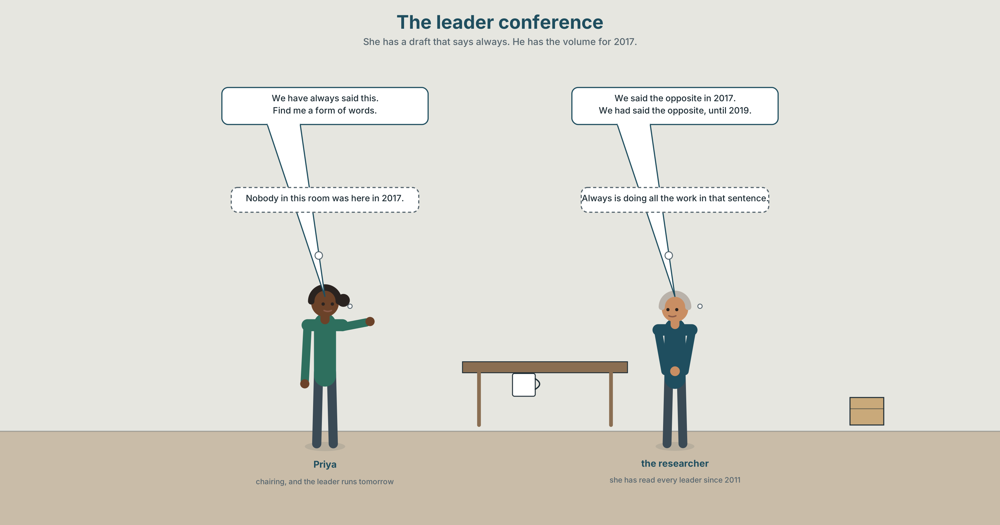 The leader conference
She has a draft that says always. He has the volume for 2017.
We have always said this.
Find me a form of words.
We said the opposite in 2017.
We had said the opposite, until 2019.
Nobody in this room was here in 2017.
Always is doing all the work in that sentence.
Priya
chairing, and the leader runs tomorrow
the researcher
she has read every leader since 2011